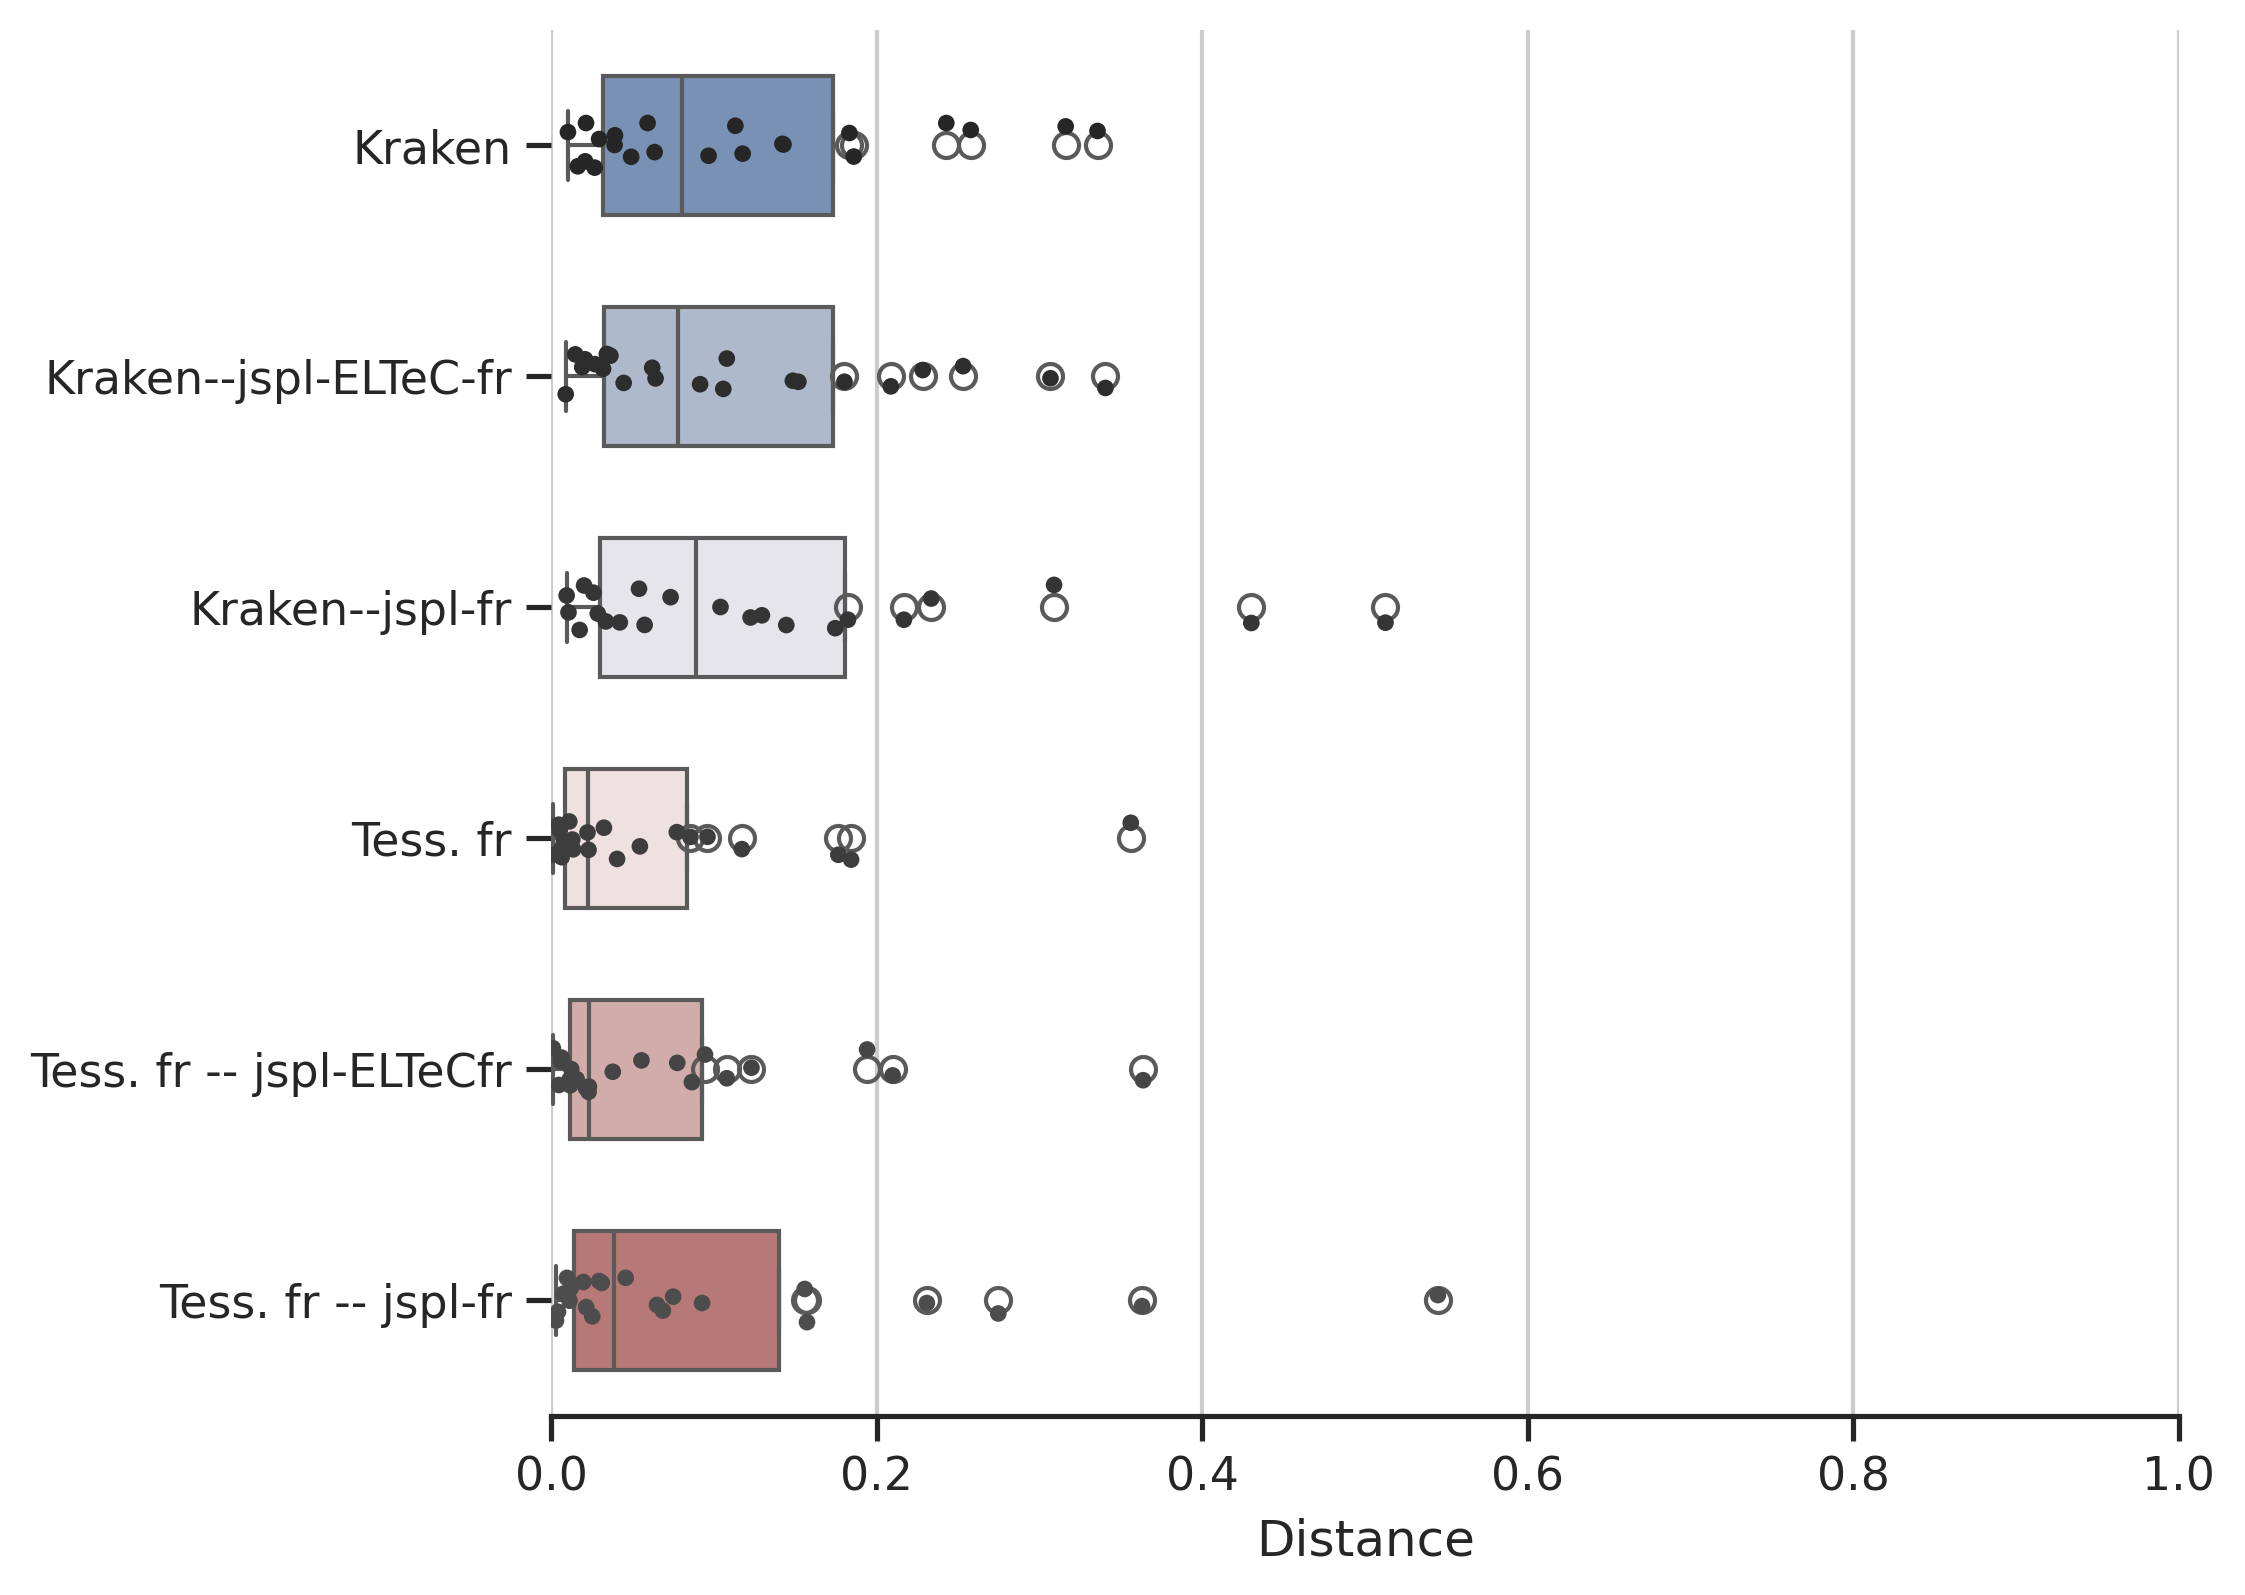 Kraken
Kraken--jspl-ELTeC-fr
Kraken--jspl-fr
Tess. fr
Tess. fr -- jspl-ELTeCfr
Tess. fr -- jspl-fr
0.0 0.2 0.4 0.6 0.8 1.0
Distance